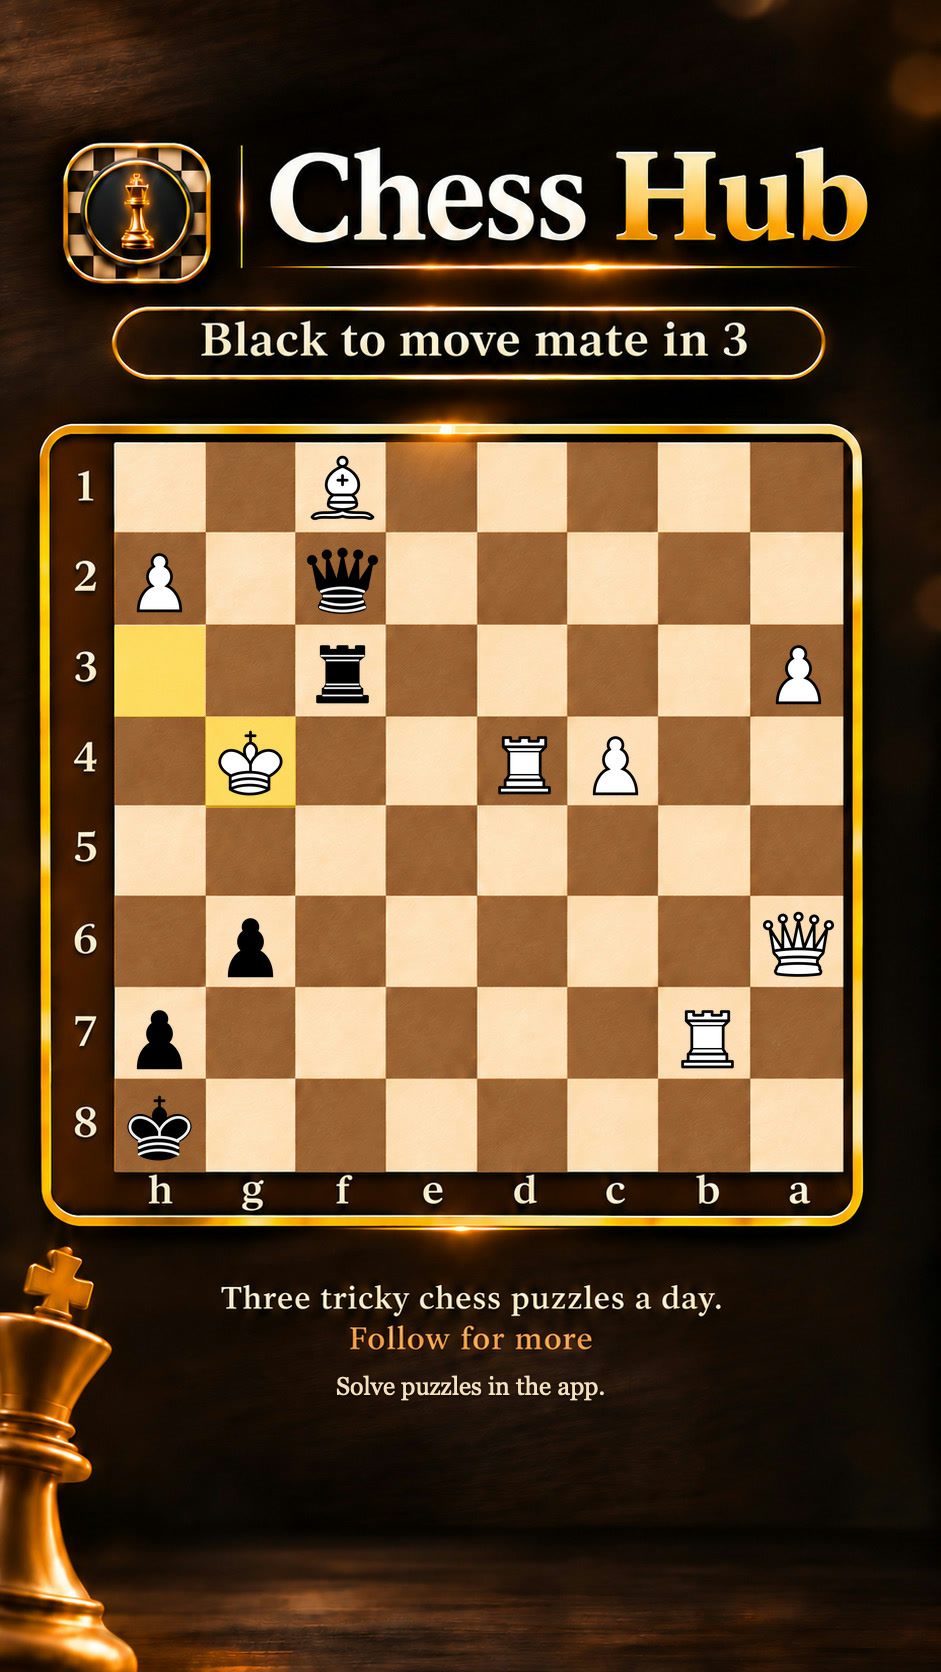 Chess Hub
Black to move mate in 3
1
2
3
4
5
6
7
8
h g f e d c b a
Three tricky chess puzzles a day.
Follow for more
Solve puzzles in the app.